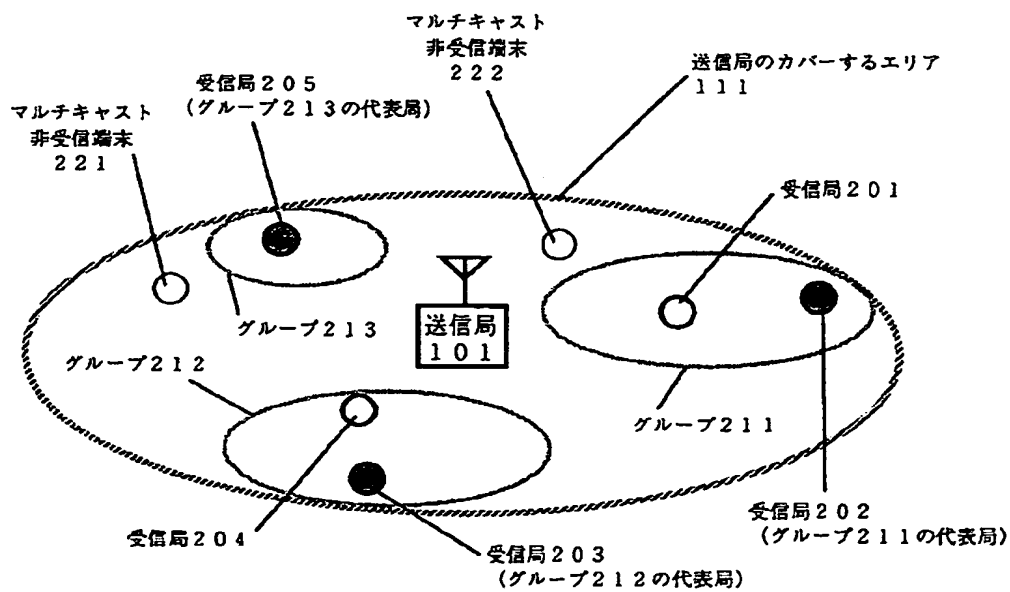 マルチキャスト
非受信端末
２２２
送信局のカバーするエリア
１１１
受信局２０５
（グループ２１３の代表局）
マルチキャスト
非受信端末
２２１
受信局２０１
グループ２１３
送信局
１０１
グループ２１２
グループ２１１
受信局２０２
（グループ２１１の代表局）
受信局２０４
受信局２０３
（グループ２１２の代表局）